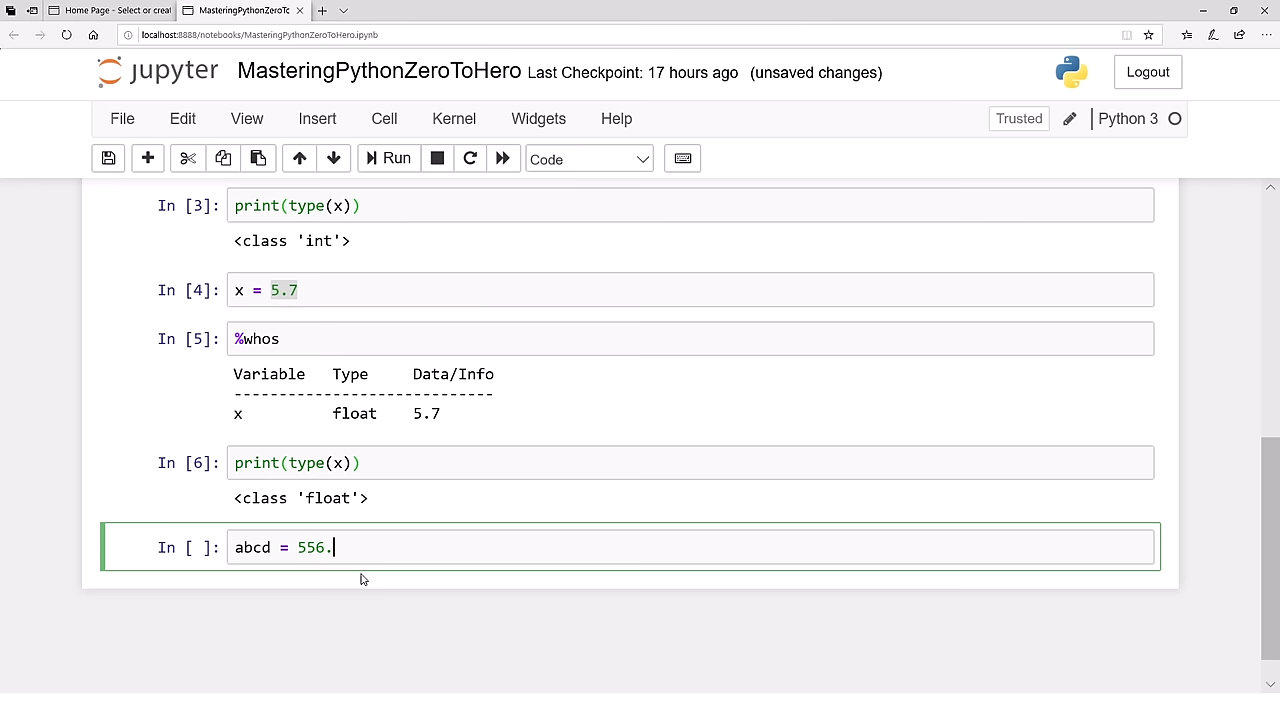 Home Page - Select or creat
MasteringPythonZeroTo
localhost:8888/notebooks/MasteringPythonZeroToHero.ipynb
jupyter MasteringPythonZeroToHero Last Checkpoint: 17 hours ago (unsaved changes)
Logout
File Edit View Insert Cell Kernel Widgets Help Trusted Python 3
Run Code
In [3]: print(type(x))
<class 'int'>
In [4]: x = 5.7
In [5]: %whos
Variable Type Data/Info
-----------------------------
x float 5.7
In [6]: print(type(x))
<class 'float'>
In [ ]: abcd = 556.